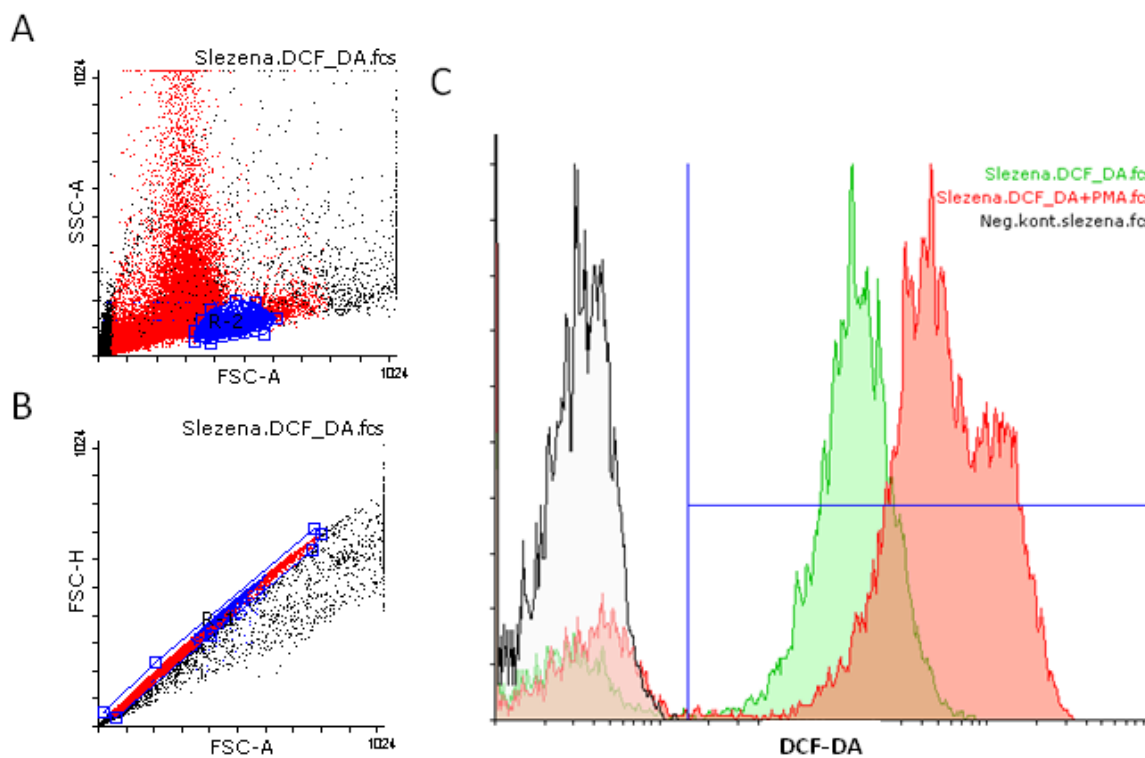 A
Slezena.DCF_DA.fcs
1024
SSC-A
R-2
FSC-A
1024
B
Slezena.DCF_DA.fcs
1024
FSC-H
R-1
FSC-A
1024
C
Slezena.DCF_DA.fc
Slezena.DCF_DA+PMA.fc
Neg.kont.slezena.fc
DCF-DA